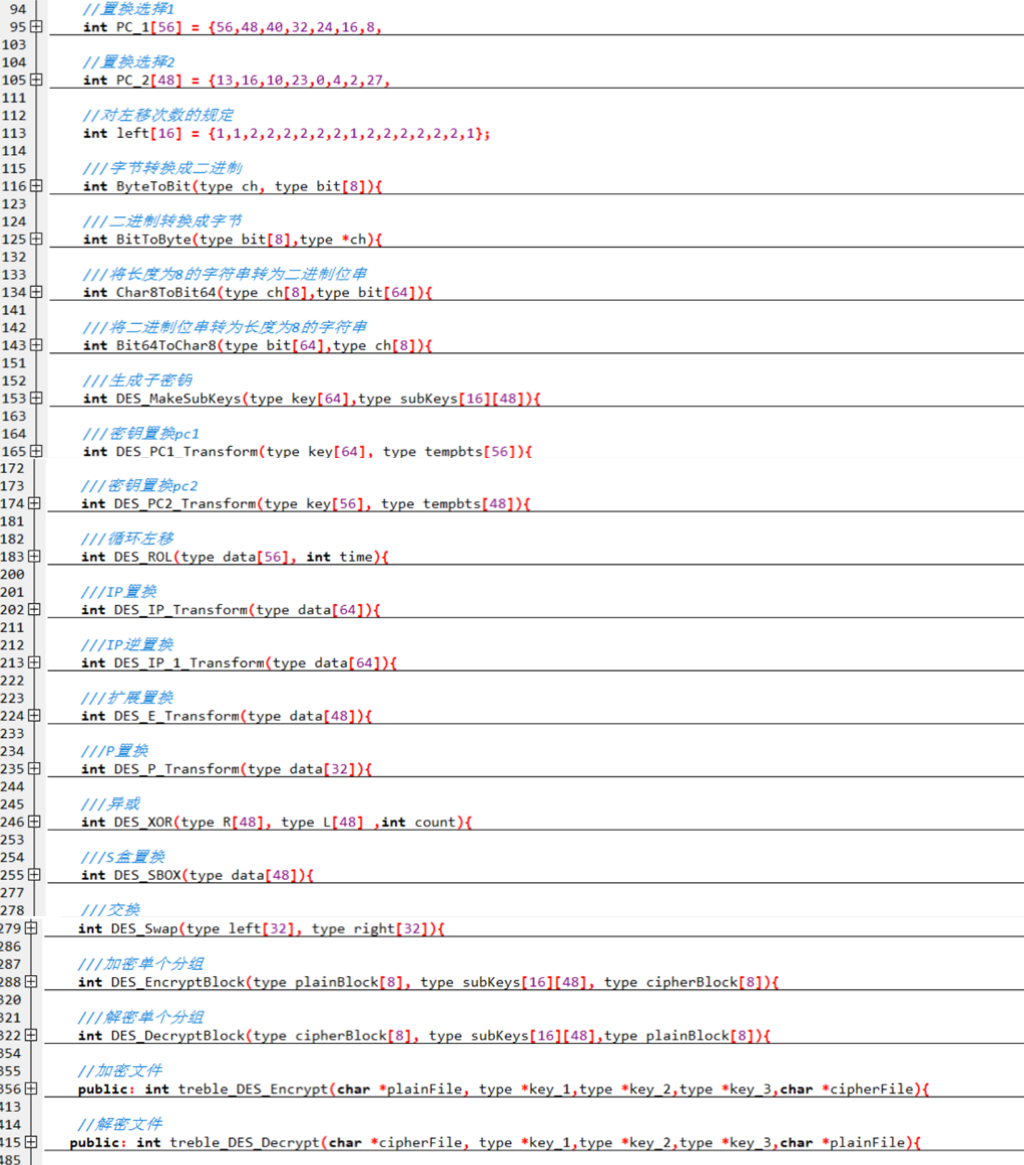 94 //置换选择1
95 int PC_1[56] = {56,48,40,32,24,16,8,
103
104 //置换选择2
105 int PC_2[48] = {13,16,10,23,0,4,2,27,
111
112 //对左移次数的规定
113 int left[16] = {1,1,2,2,2,2,2,2,1,2,2,2,2,2,2,1};
114
115 ///字节转换成二进制
116 int ByteToBit(type ch, type bit[8]){
123
124 ///二进制转换成字节
125 int BitToByte(type bit[8],type *ch){
132
133 ///将长度为8的字符串转为二进制位串
134 int Char8ToBit64(type ch[8],type bit[64]){
141
142 ///将二进制位串转为长度为8的字符串
143 int Bit64ToChar8(type bit[64],type ch[8]){
151
152 ///生成子密钥
153 int DES_MakeSubKeys(type key[64],type subKeys[16][48]){
163
164 ///密钥置换pc1
165 int DES_PC1_Transform(type key[64], type tempbts[56]){
172
173 ///密钥置换pc2
174 int DES_PC2_Transform(type key[56], type tempbts[48]){
181
182 ///循环左移
183 int DES_ROL(type data[56], int time){
200
201 ///IP置换
202 int DES_IP_Transform(type data[64]){
211
212 ///IP逆置换
213 int DES_IP_1_Transform(type data[64]){
222
223 ///扩展置换
224 int DES_E_Transform(type data[48]){
233
234 ///P置换
235 int DES_P_Transform(type data[32]){
244
245 ///异或
246 int DES_XOR(type R[48], type L[48] ,int count){
253
254 ///S盒置换
255 int DES_SBOX(type data[48]){
277
278 ///交换
279 int DES_Swap(type left[32], type right[32]){
286
287 ///加密单个分组
288 int DES_EncryptBlock(type plainBlock[8], type subKeys[16][48], type cipherBlock[8]){
320
321 ///解密单个分组
322 int DES_DecryptBlock(type cipherBlock[8], type subKeys[16][48],type plainBlock[8]){
354
355 //加密文件
356 public: int treble_DES_Encrypt(char *plainFile, type *key_1,type *key_2,type *key_3,char *cipherFile){
413
414 //解密文件
415 public: int treble_DES_Decrypt(char *cipherFile, type *key_1,type *key_2,type *key_3,char *plainFile){
485